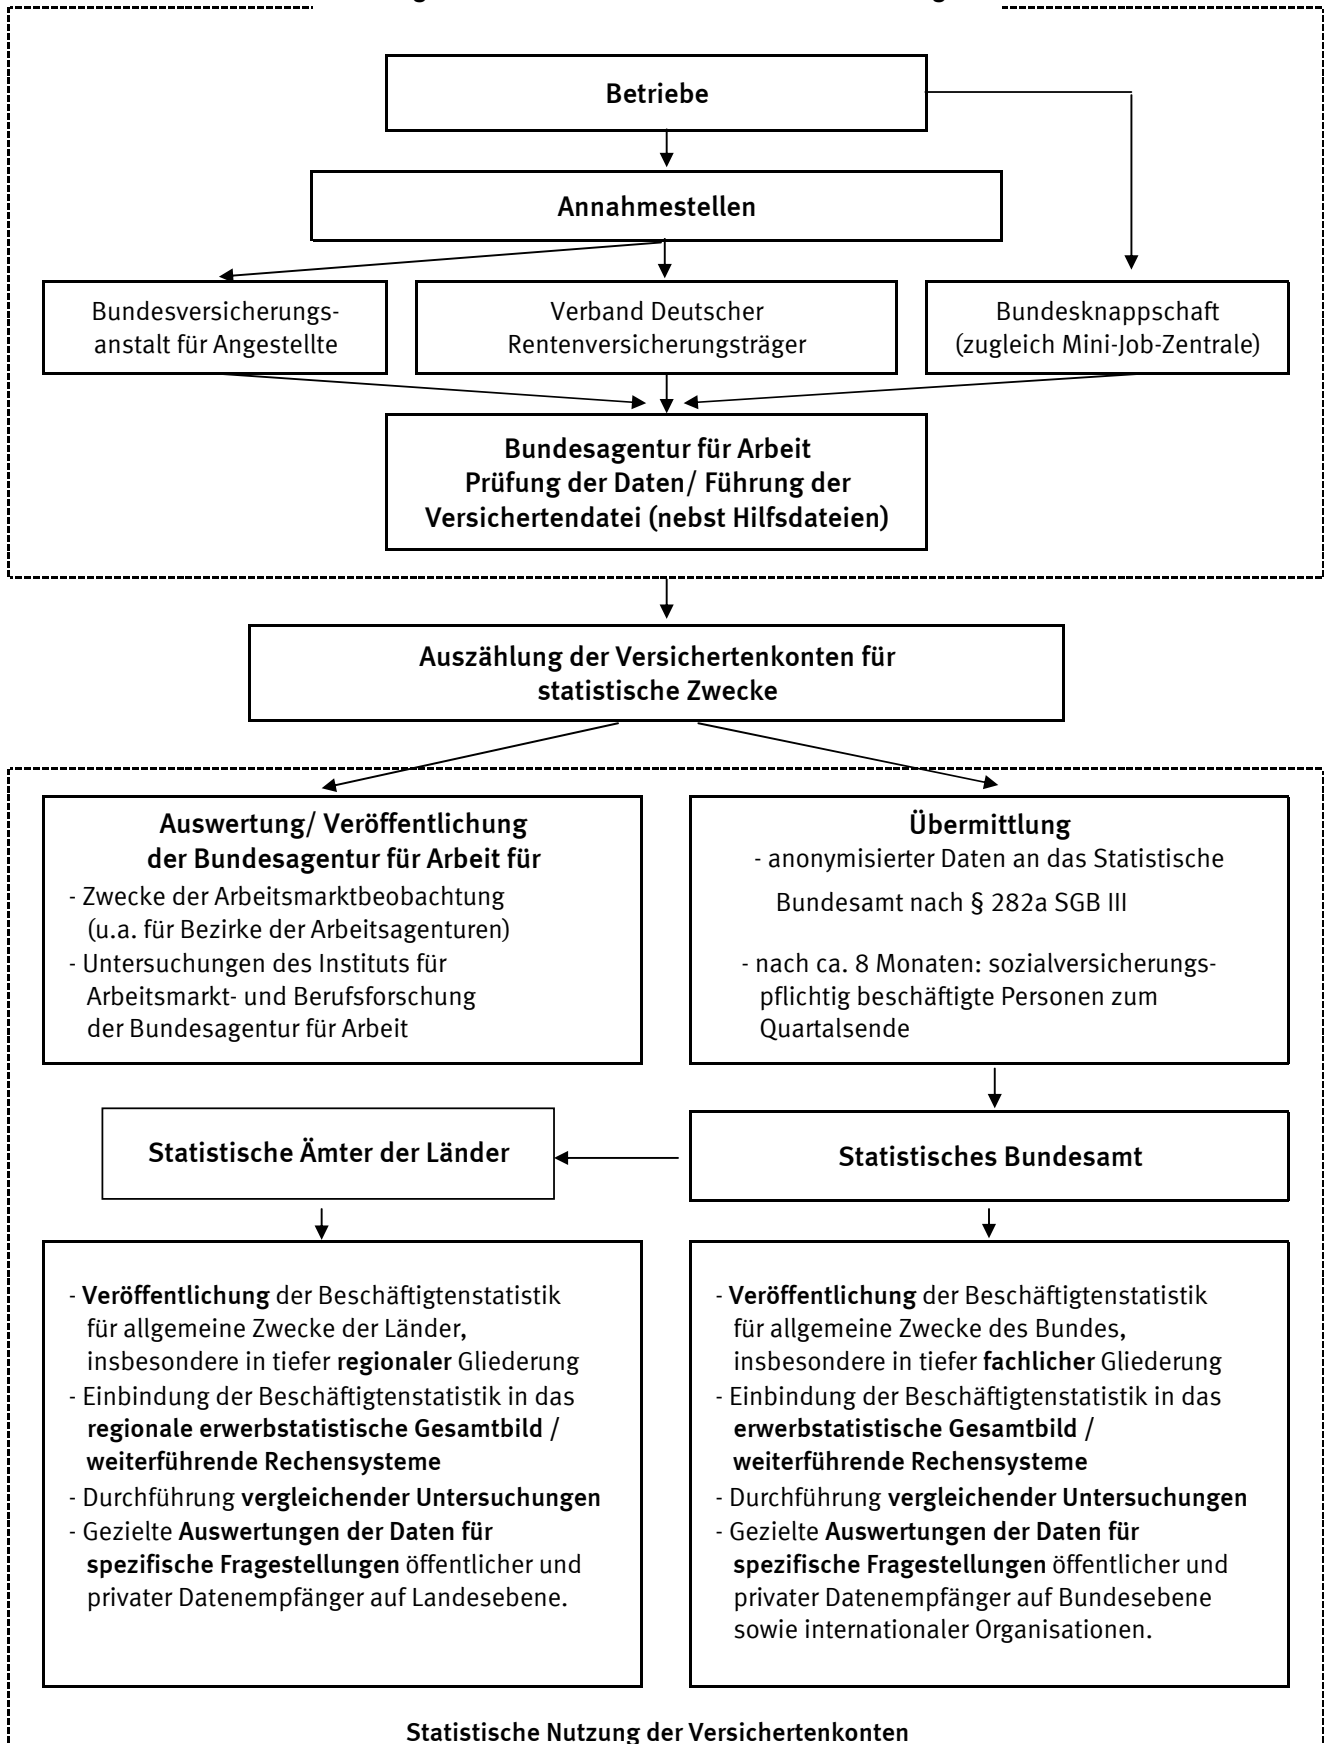 Betriebe
Annahmestellen
Bundesversicherungs-
anstalt für Angestellte
Verband Deutscher
Rentenversicherungsträger
Bundesknappschaft
(zugleich Mini-Job-Zentrale)
Bundesagentur für Arbeit
Prüfung der Daten/ Führung der
Versichertendatei (nebst Hilfsdateien)
Auszählung der Versichertenkonten für
statistische Zwecke
Auswertung/ Veröffentlichung
der Bundesagentur für Arbeit für
- Zwecke der Arbeitsmarktbeobachtung
(u.a. für Bezirke der Arbeitsagenturen)
- Untersuchungen des Instituts für
Arbeitsmarkt- und Berufsforschung
der Bundesagentur für Arbeit
Übermittlung
- anonymisierter Daten an das Statistische
Bundesamt nach § 282a SGB III
- nach ca. 8 Monaten: sozialversicherungs-
pflichtig beschäftigte Personen zum
Quartalsende
Statistische Ämter der Länder
Statistisches Bundesamt
- Veröffentlichung der Beschäftigtenstatistik
für allgemeine Zwecke der Länder,
insbesondere in tiefer regionaler Gliederung
- Einbindung der Beschäftigtenstatistik in das
regionale erwerbstatistische Gesamtbild /
weiterführende Rechensysteme
- Durchführung vergleichender Untersuchungen
- Gezielte Auswertungen der Daten für
spezifische Fragestellungen öffentlicher und
privater Datenempfänger auf Landesebene.
- Veröffentlichung der Beschäftigtenstatistik
für allgemeine Zwecke des Bundes,
insbesondere in tiefer fachlicher Gliederung
- Einbindung der Beschäftigtenstatistik in das
erwerbstatistische Gesamtbild /
weiterführende Rechensysteme
- Durchführung vergleichender Untersuchungen
- Gezielte Auswertungen der Daten für
spezifische Fragestellungen öffentlicher und
privater Datenempfänger auf Bundesebene
sowie internationaler Organisationen.
Statistische Nutzung der Versichertenkonten